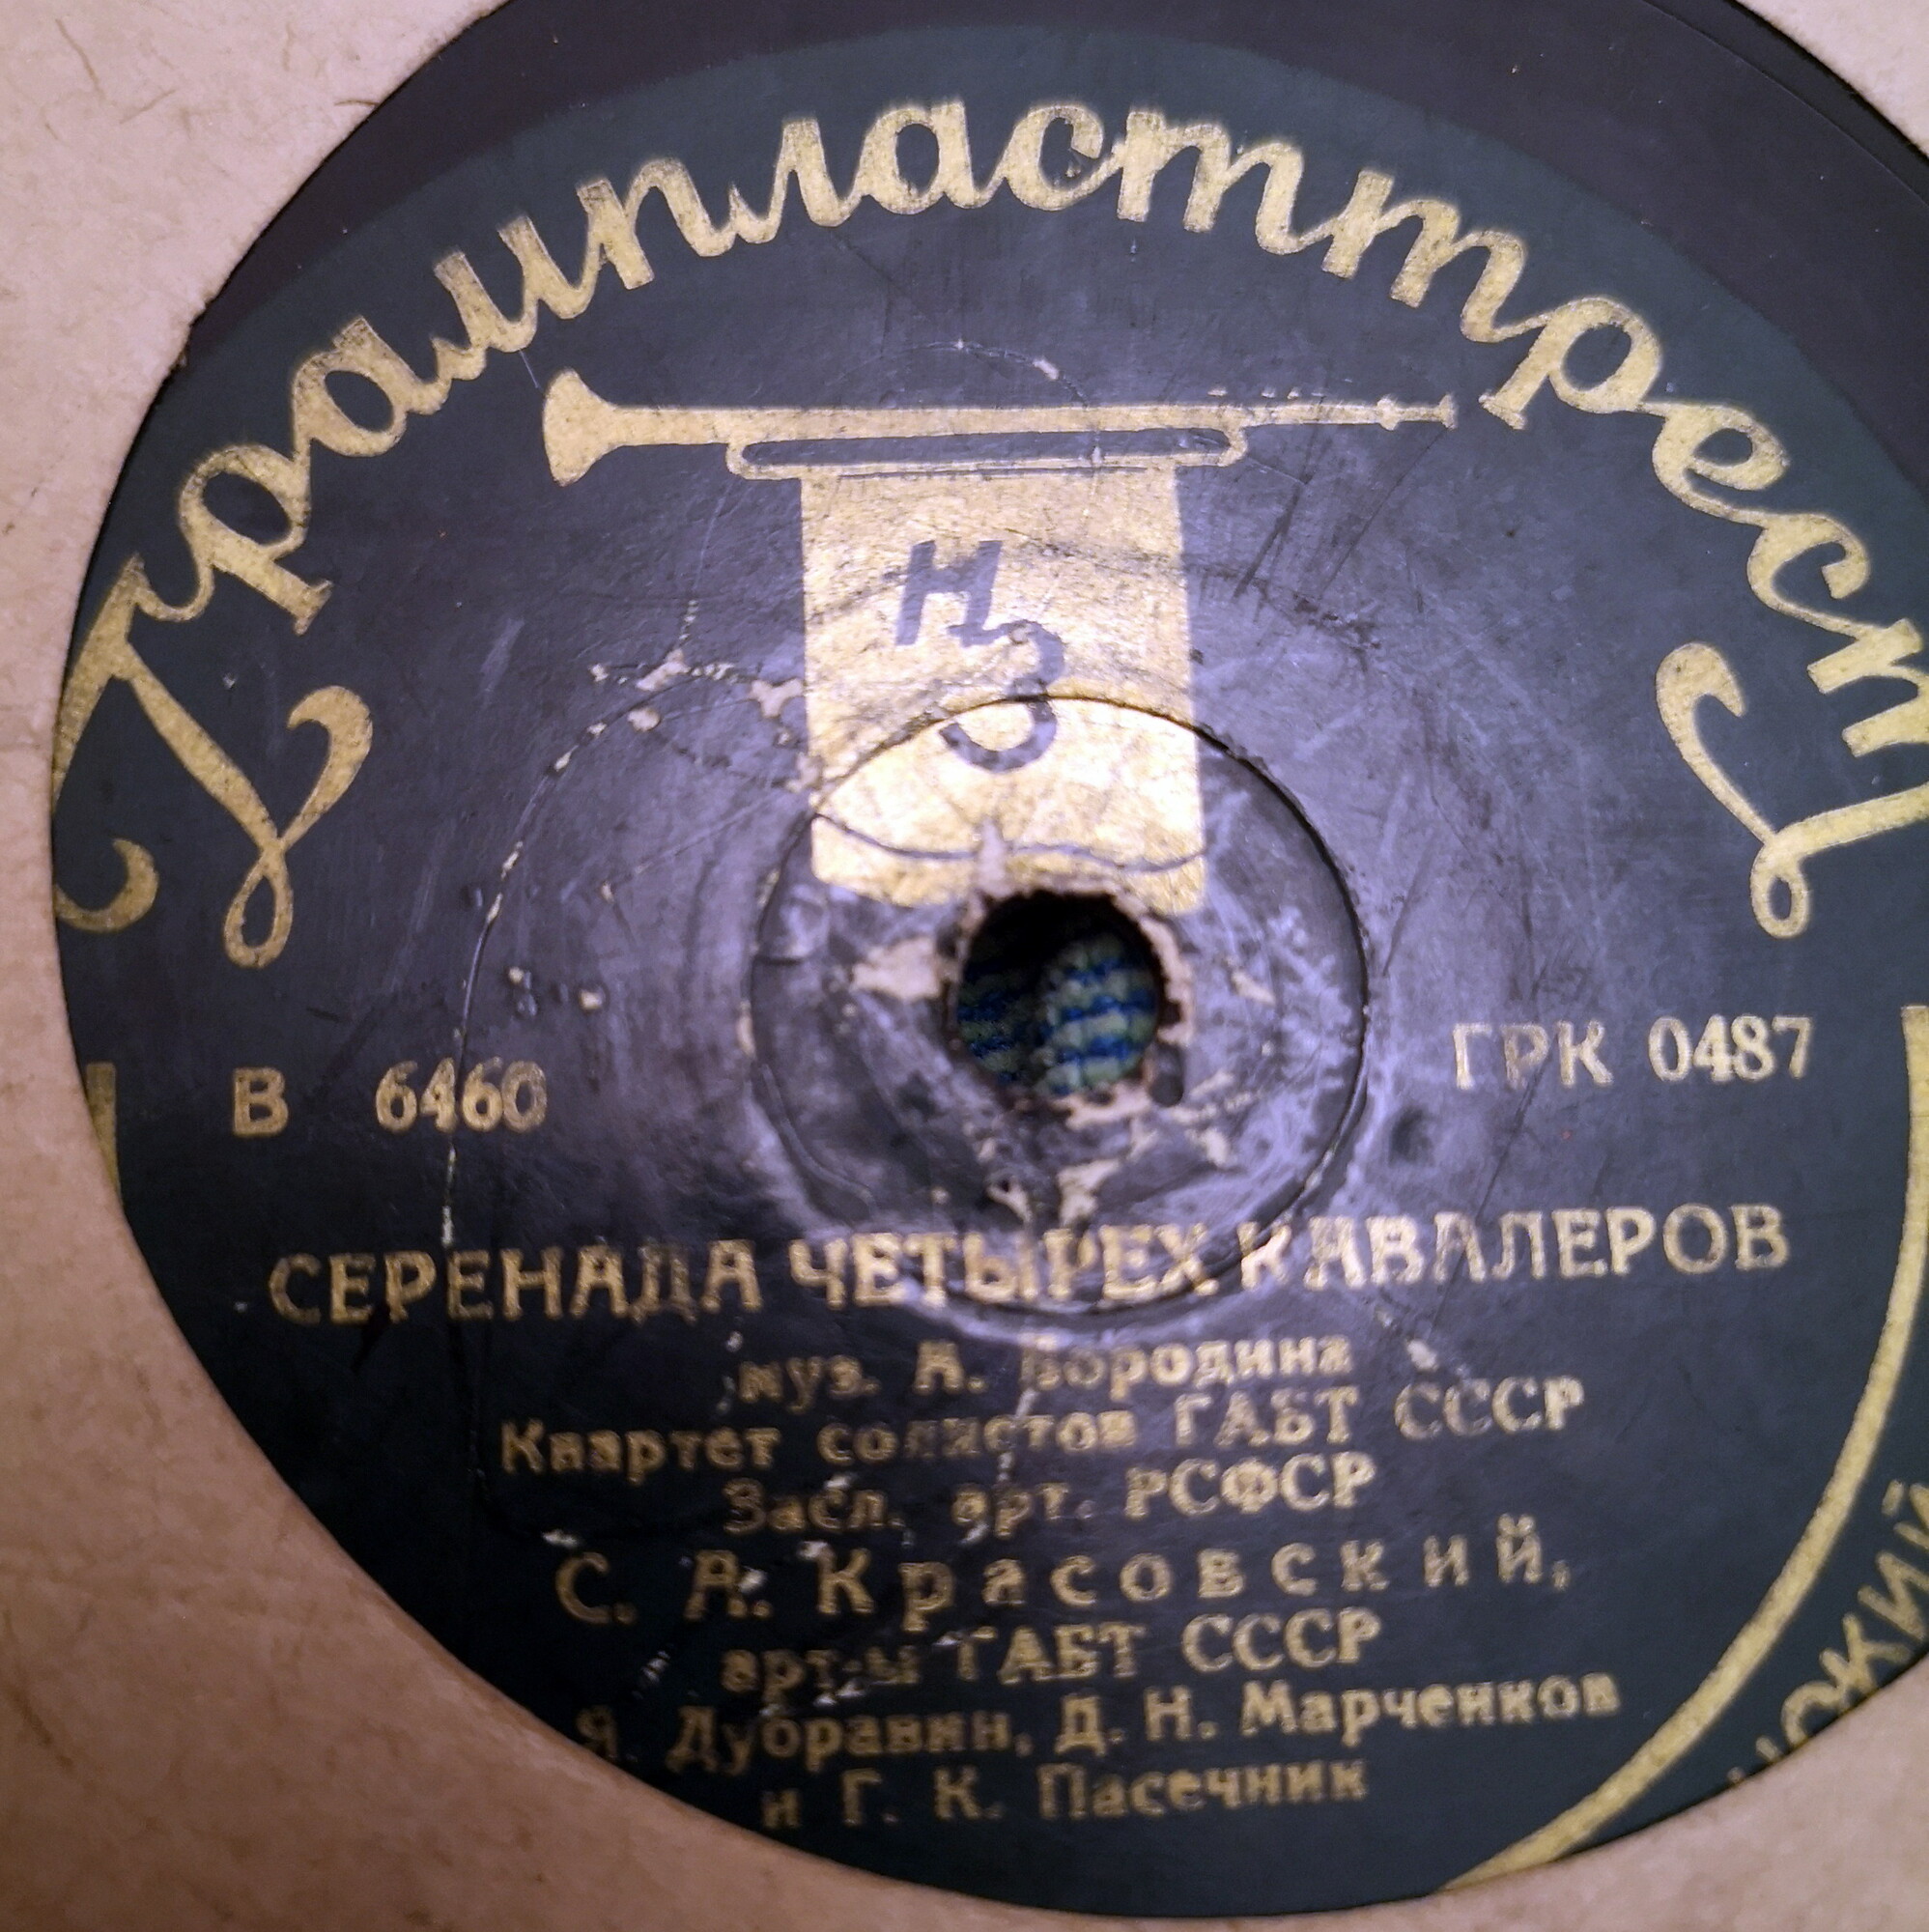 Грампласттрест
НЗ
В 6460
ГРК 0487
СЕРЕНАДА ЧЕТЫРЕХ КАВАЛЕРОВ
муз. А. Бородина
Квартет солистов ГАБТ СССР
Засл. арт. РСФСР
С. А. Красовский,
арт-ы ГАБТ СССР
Я. Дубравин, Д. Н. Марченков
и Г. К. Пасечник